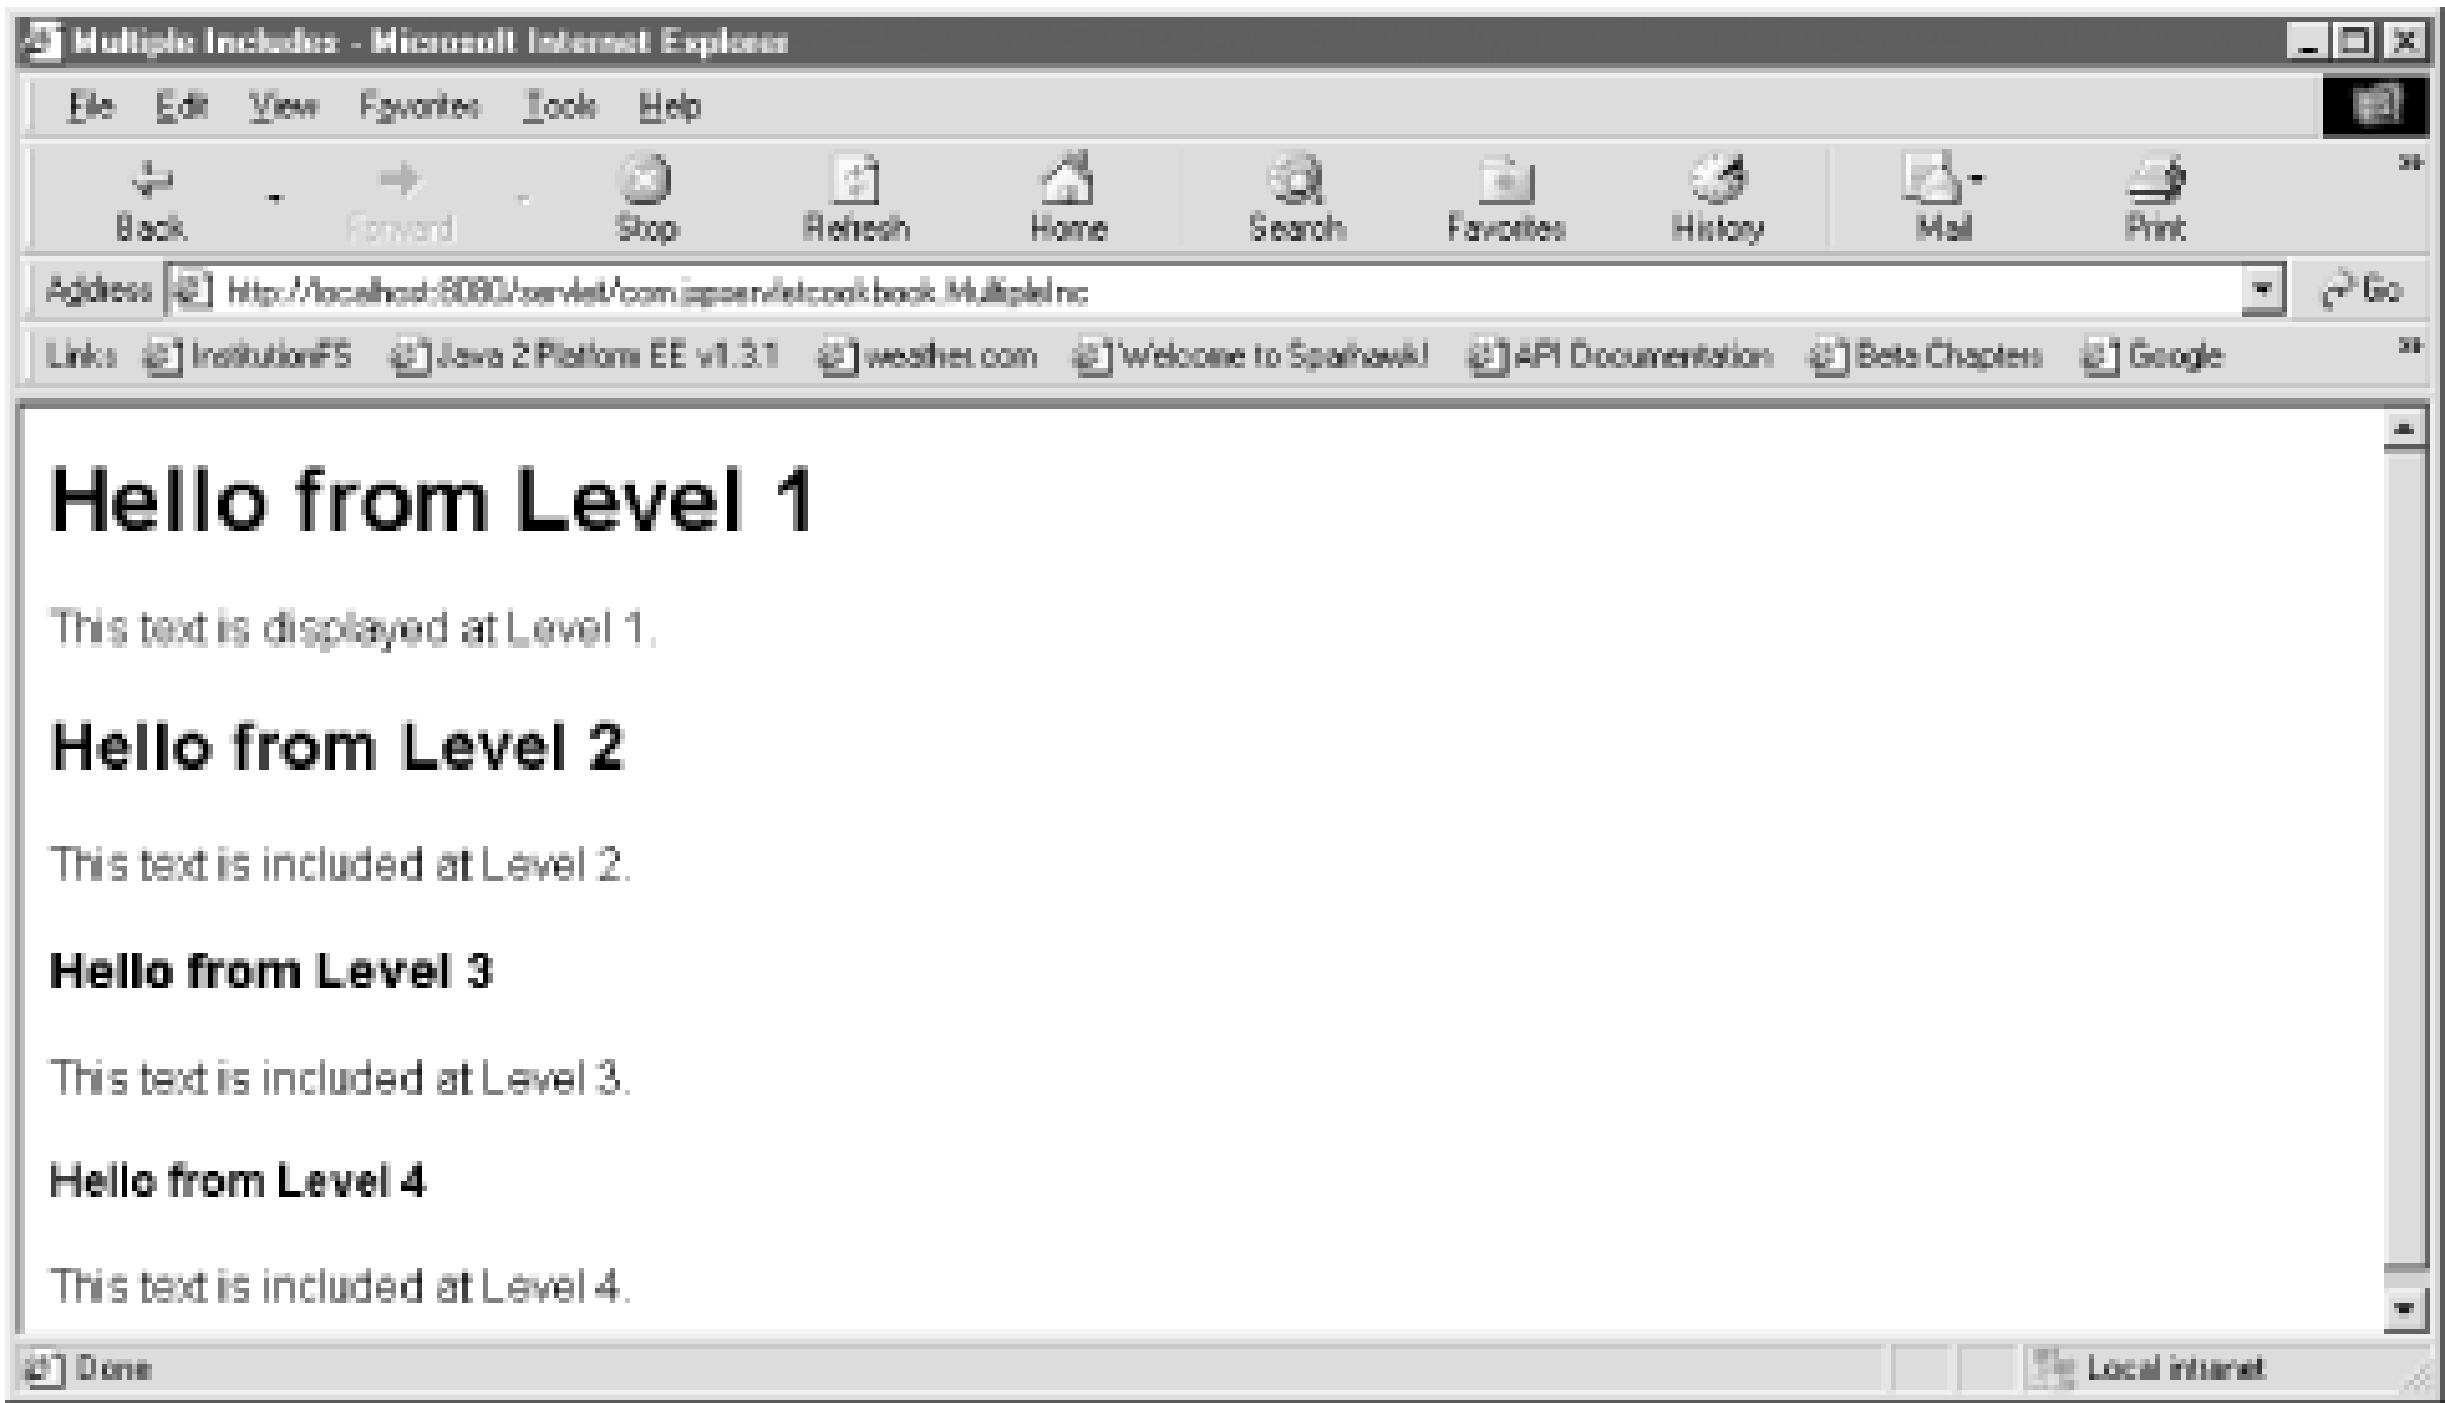 Multiple Includes - Microsoft Internet Explorer
File Edit View Favorites Tools Help
Back Forward Stop Refresh Home Search Favorites History Mail Print »
Address http://localhost:8080/servlet/com.jspservletcookbook.MultipleInc Go
Links InstitutionFS Java 2 Platform EE v1.3.1 weather.com Welcome to Sparhawk! API Documentation Beta Chapters Google »
Hello from Level 1
This text is displayed at Level 1.
Hello from Level 2
This text is included at Level 2.
Hello from Level 3
This text is included at Level 3.
Hello from Level 4
This text is included at Level 4.
Done Local intranet